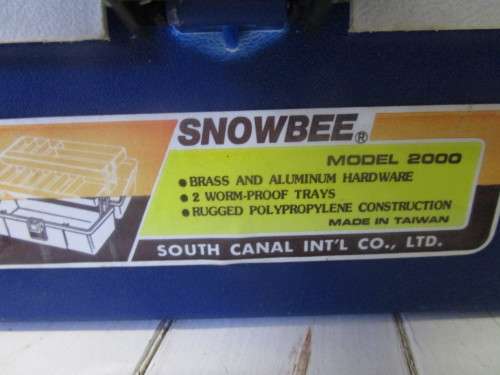 SNOWBEE®
MODEL 2000
• BRASS AND ALUMINUM HARDWARE
• 2 WORM-PROOF TRAYS
• RUGGED POLYPROPYLENE CONSTRUCTION
MADE IN TAIWAN
SOUTH CANAL INT'L CO., LTD.